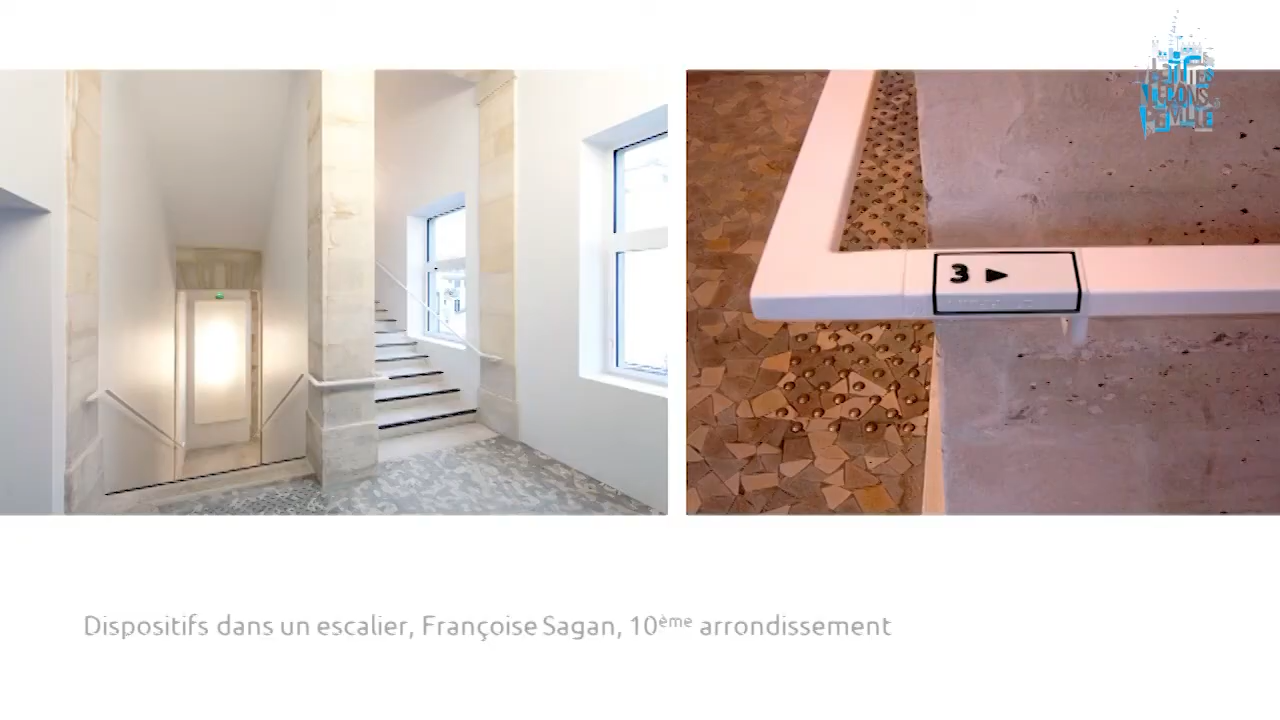 3 ▶
Dispositifs dans un escalier, Françoise Sagan, 10ème arrondissement